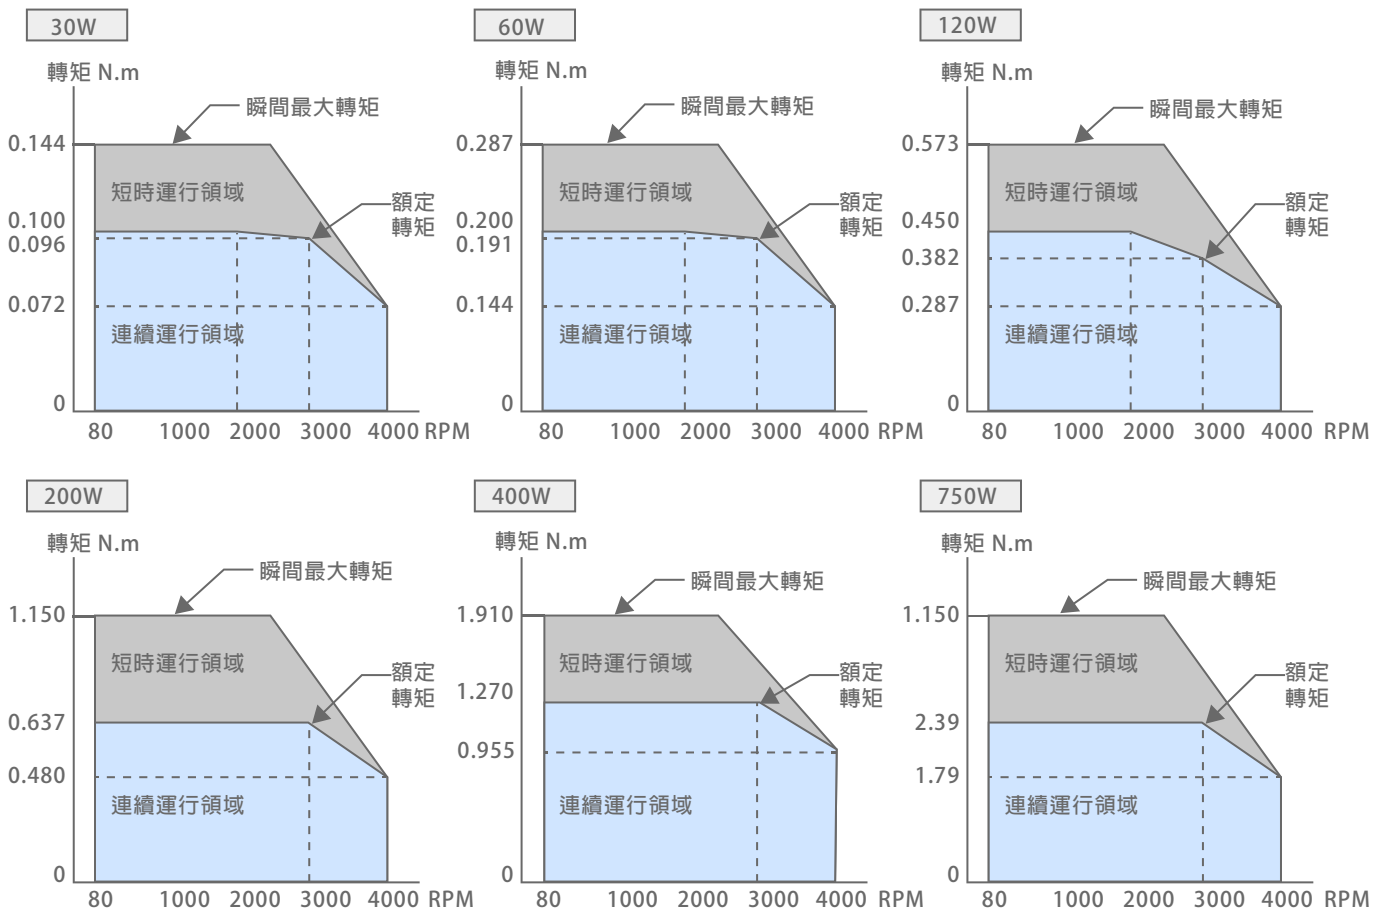 30W
轉矩 N.m
瞬間最大轉矩
0.144
短時運行領域
額定
轉矩
0.100
0.096
0.072
連續運行領域
0
80 1000 2000 3000 4000 RPM
60W
轉矩 N.m
瞬間最大轉矩
0.287
短時運行領域
額定
轉矩
0.200
0.191
0.144
連續運行領域
0
80 1000 2000 3000 4000 RPM
120W
轉矩 N.m
瞬間最大轉矩
0.573
短時運行領域
額定
轉矩
0.450
0.382
0.287
連續運行領域
0
80 1000 2000 3000 4000 RPM
200W
轉矩 N.m
瞬間最大轉矩
1.150
短時運行領域
額定
轉矩
0.637
0.480
連續運行領域
0
80 1000 2000 3000 4000 RPM
400W
轉矩 N.m
瞬間最大轉矩
1.910
短時運行領域
額定
轉矩
1.270
0.955
連續運行領域
0
80 1000 2000 3000 4000 RPM
750W
轉矩 N.m
瞬間最大轉矩
1.150
短時運行領域
額定
轉矩
2.39
1.79
連續運行領域
0
80 1000 2000 3000 4000 RPM